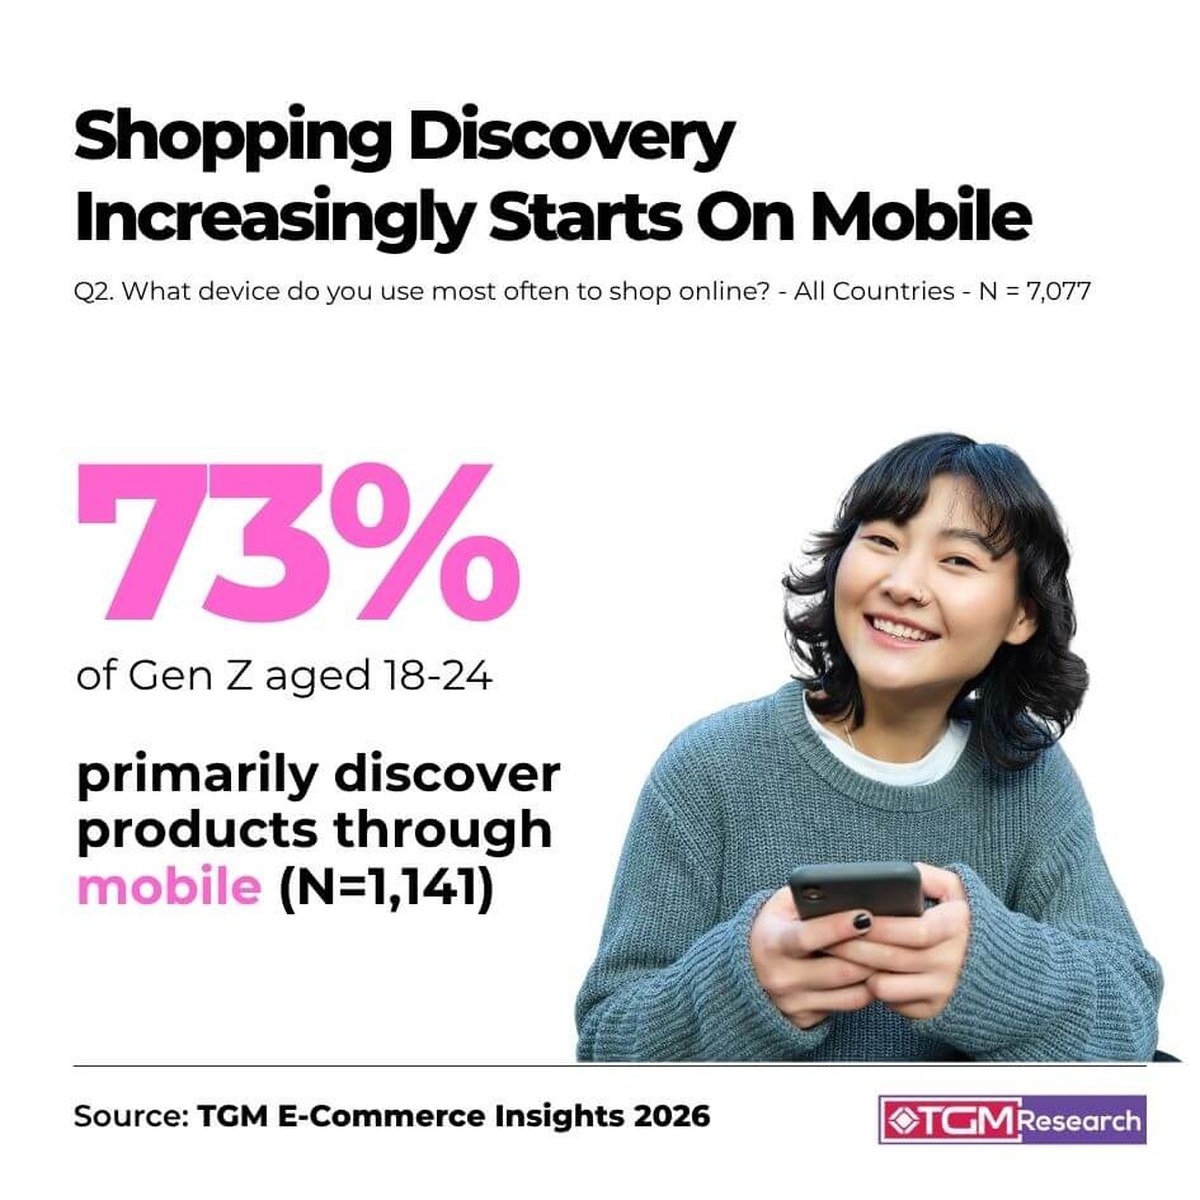 Shopping Discovery
Increasingly Starts On Mobile
Q2. What device do you use most often to shop online? - All Countries - N = 7,077
73%
of Gen Z aged 18-24
primarily discover
products through
mobile (N=1,141)
Source: TGM E-Commerce Insights 2026
TGM Research